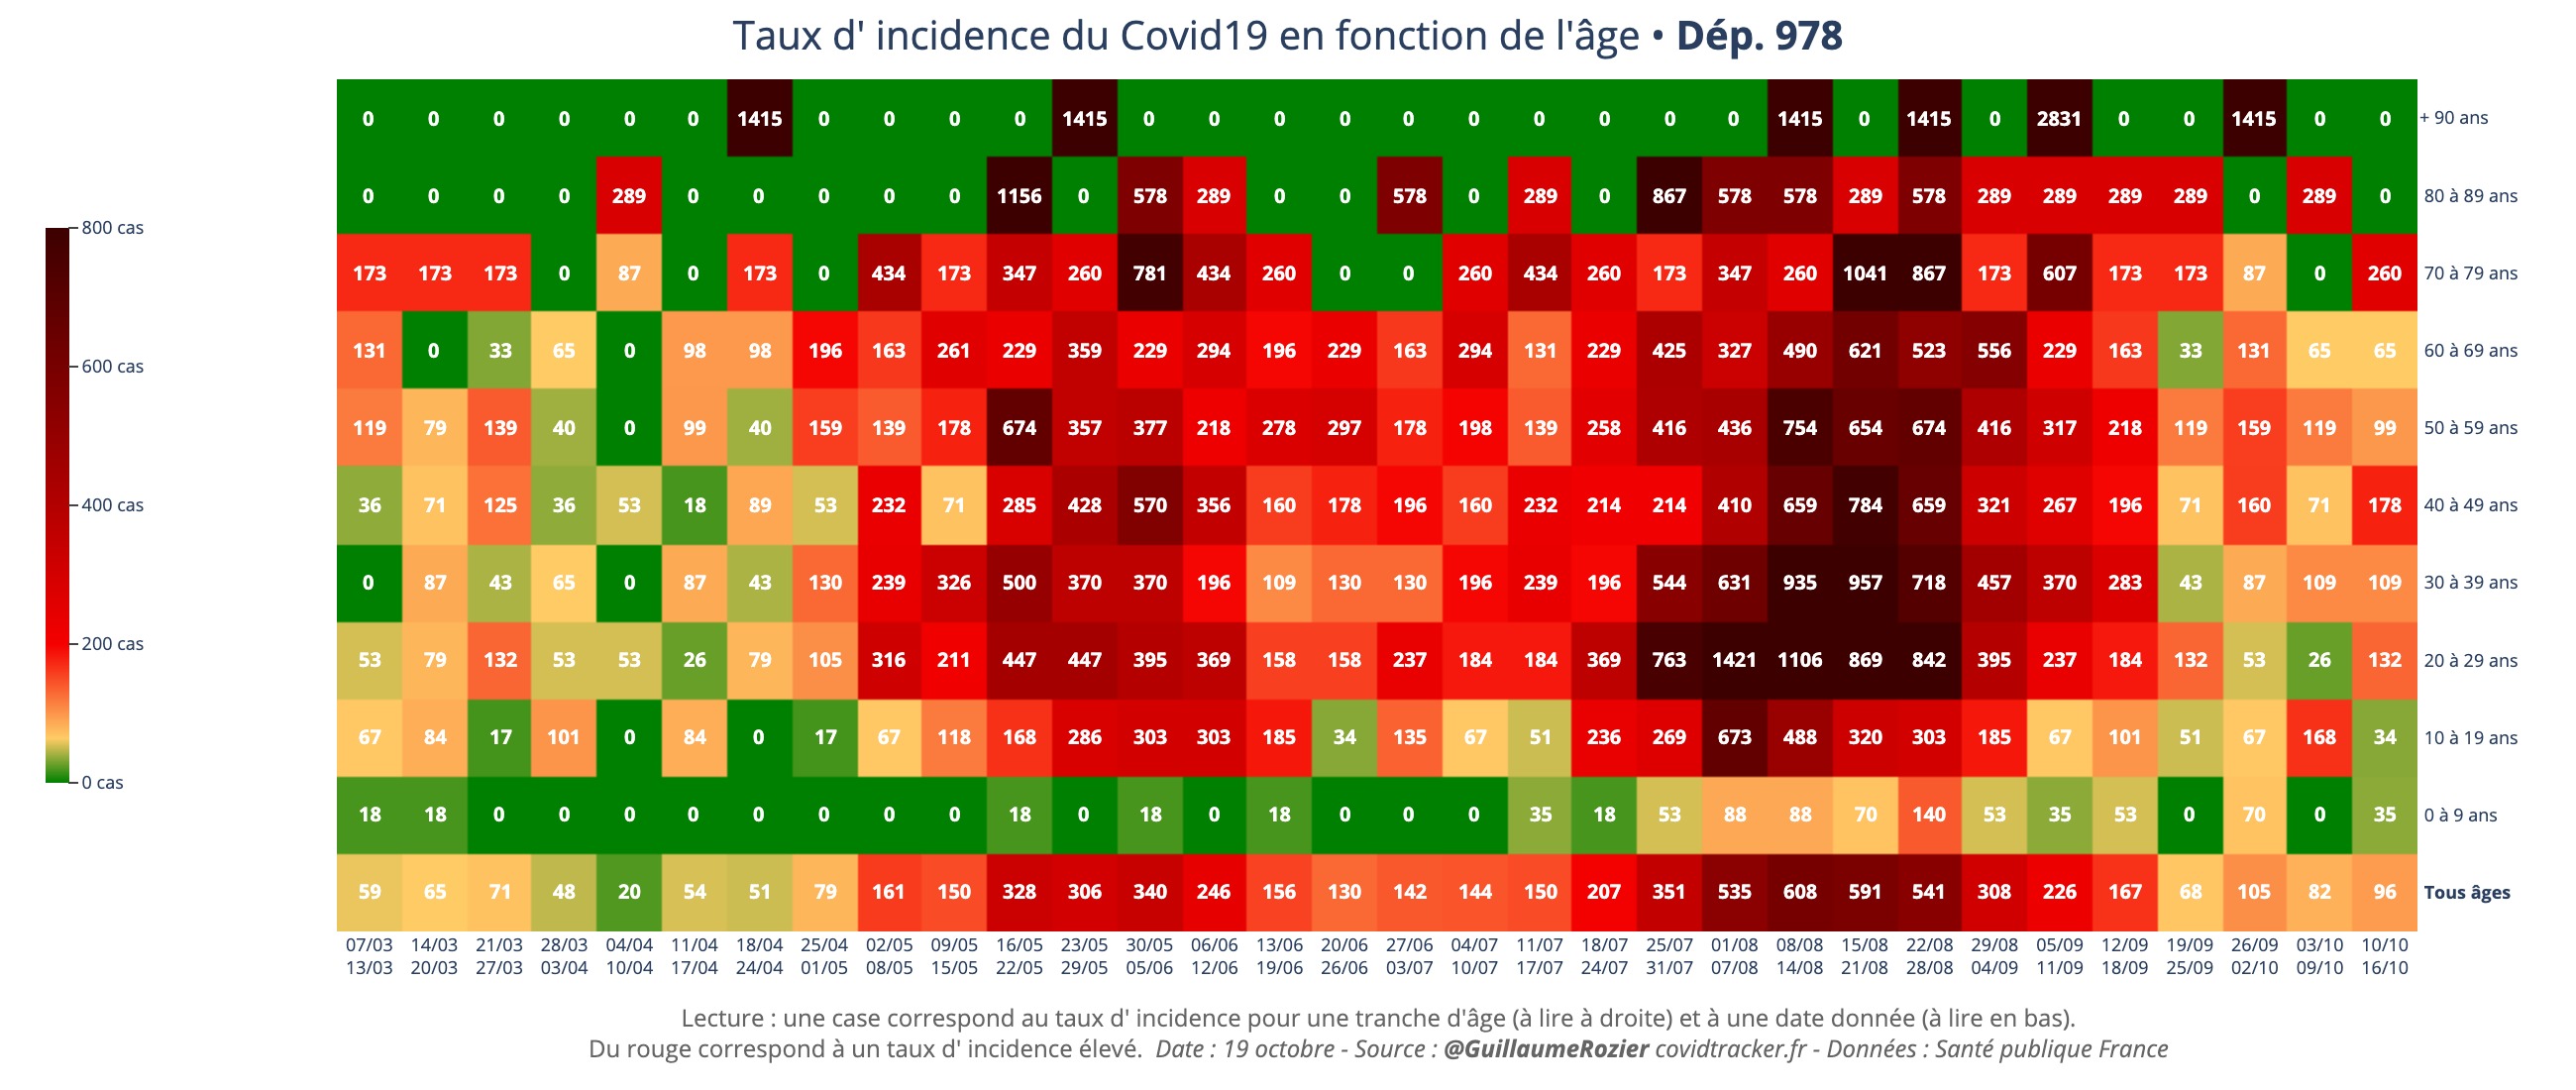 Taux d' incidence du Covid19 en fonction de l'âge • Dép. 978
800 cas
600 cas
400 cas
200 cas
0 cas
0 0 0 0 0 0 1415 0 0 0 0 1415 0 0 0 0 0 0 0 0 0 0 1415 0 1415 0 2831 0 0 1415 0 0 + 90 ans
0 0 0 0 289 0 0 0 0 0 1156 0 578 289 0 0 578 0 289 0 867 578 578 289 578 289 289 289 289 0 289 0 80 à 89 ans
173 173 173 0 87 0 173 0 434 173 347 260 781 434 260 0 0 260 434 260 173 347 260 1041 867 173 607 173 173 87 0 260 70 à 79 ans
131 0 33 65 0 98 98 196 163 261 229 359 229 294 196 229 163 294 131 229 425 327 490 621 523 556 229 163 33 131 65 65 60 à 69 ans
119 79 139 40 0 99 40 159 139 178 674 357 377 218 278 297 178 198 139 258 416 436 754 654 674 416 317 218 119 159 119 99 50 à 59 ans
36 71 125 36 53 18 89 53 232 71 285 428 570 356 160 178 196 160 232 214 214 410 659 784 659 321 267 196 71 160 71 178 40 à 49 ans
0 87 43 65 0 87 43 130 239 326 500 370 370 196 109 130 130 196 239 196 544 631 935 957 718 457 370 283 43 87 109 109 30 à 39 ans
53 79 132 53 53 26 79 105 316 211 447 447 395 369 158 158 237 184 184 369 763 1421 1106 869 842 395 237 184 132 53 26 132 20 à 29 ans
67 84 17 101 0 84 0 17 67 118 168 286 303 303 185 34 135 67 51 236 269 673 488 320 303 185 67 101 51 67 168 34 10 à 19 ans
18 18 0 0 0 0 0 0 0 0 18 0 18 0 18 0 0 0 35 18 53 88 88 70 140 53 35 53 0 70 0 35 0 à 9 ans
59 65 71 48 20 54 51 79 161 150 328 306 340 246 156 130 142 144 150 207 351 535 608 591 541 308 226 167 68 105 82 96 Tous âges
07/03 14/03 21/03 28/03 04/04 11/04 18/04 25/04 02/05 09/05 16/05 23/05 30/05 06/06 13/06 20/06 27/06 04/07 11/07 18/07 25/07 01/08 08/08 15/08 22/08 29/08 05/09 12/09 19/09 26/09 03/10 10/10
13/03 20/03 27/03 03/04 10/04 17/04 24/04 01/05 08/05 15/05 22/05 29/05 05/06 12/06 19/06 26/06 03/07 10/07 17/07 24/07 31/07 07/08 14/08 21/08 28/08 04/09 11/09 18/09 25/09 02/10 09/10 16/10
Lecture : une case correspond au taux d' incidence pour une tranche d'âge (à lire à droite) et à une date donnée (à lire en bas).
Du rouge correspond à un taux d' incidence élevé. Date : 19 octobre - Source : @GuillaumeRozier covidtracker.fr - Données : Santé publique France